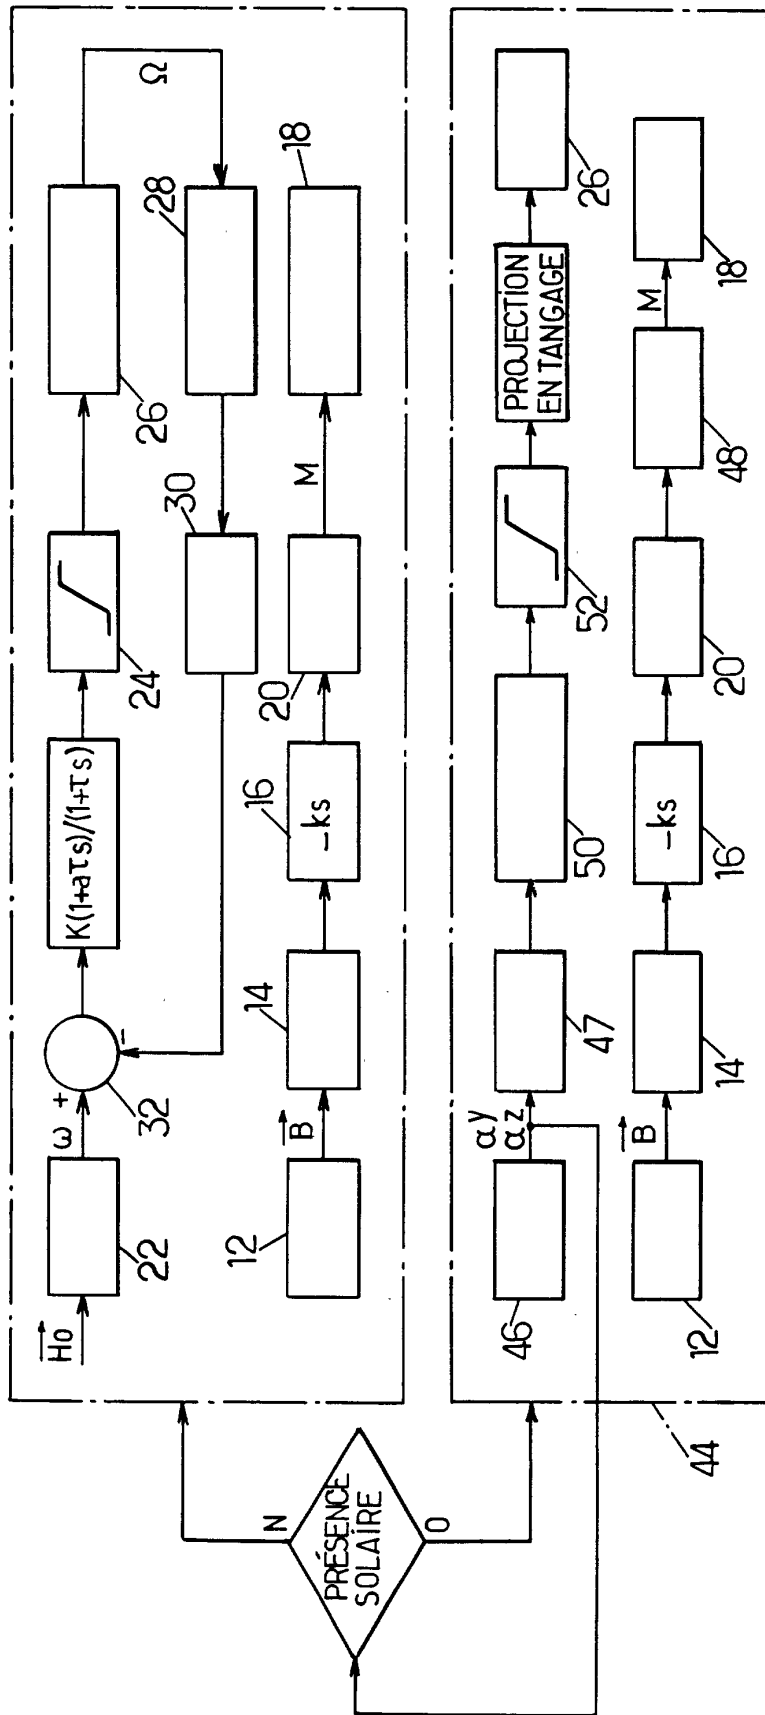 PRÉSENCE
SOLAIRE
N
O
H⃗o
22
ω
+
-
32
K(1+aτs)/(1+τs)
24
26
Ω
28
30
12
B⃗
14
-ks
16
20
M
18
44
46
αy
αz
47
50
52
PROJECTION
EN TANGAGE
26
12
B⃗
14
-ks
16
20
48
M
18